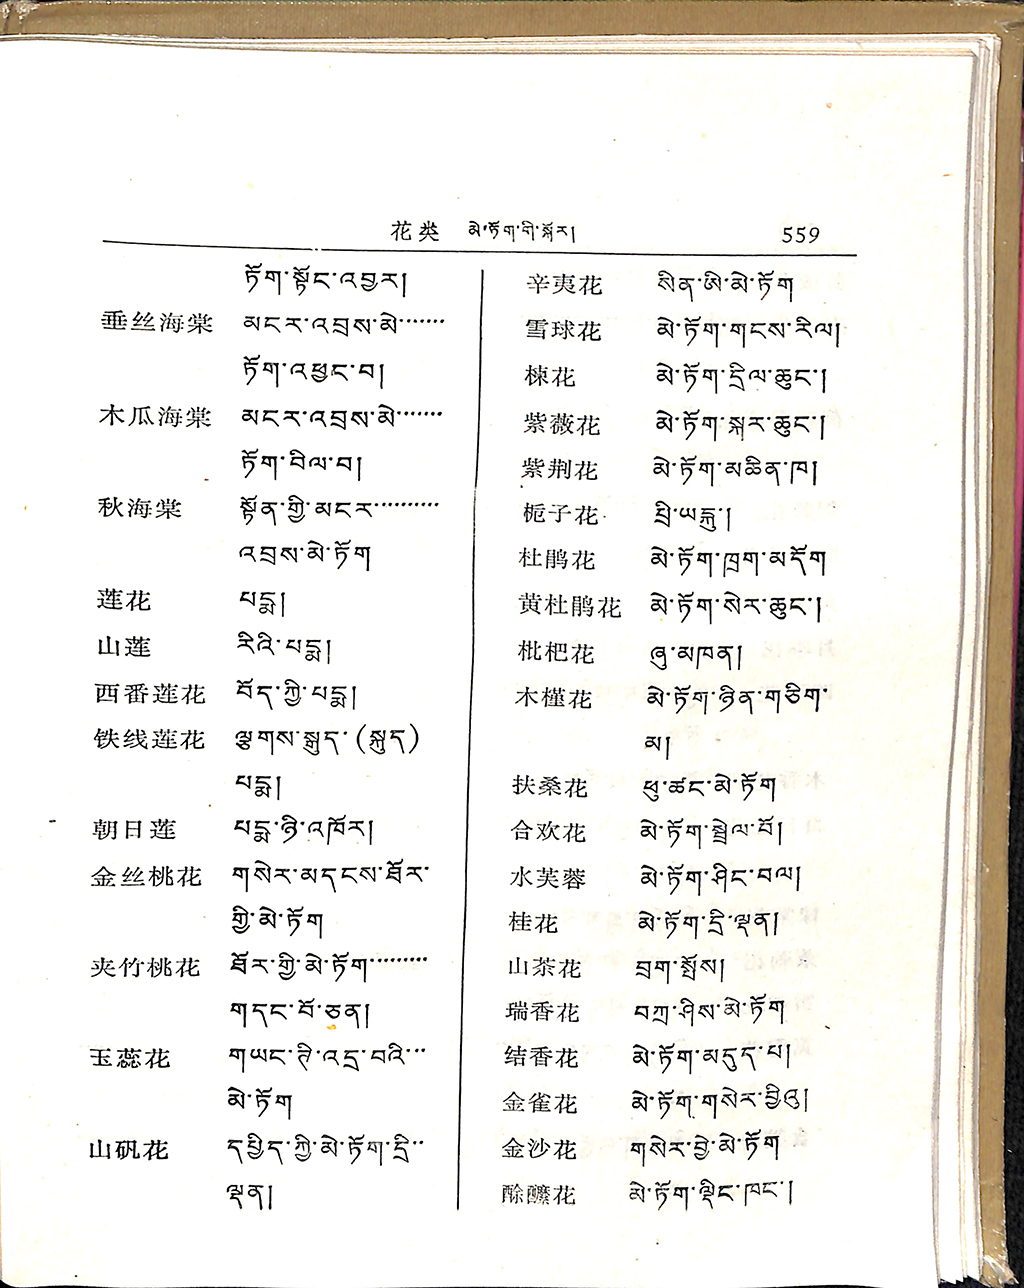 花类 མེ་ཏོག་གི་སྐོར།  559
ཏོག་སྟོང་འབྱར།
垂丝海棠 མངར་འབྲས་མེ་······
ཏོག་འཕྱང་བ།
木瓜海棠 མངར་འབྲས་མེ་······
ཏོག་བིལ་བ།
秋海棠 སྟོན་གྱི་མངར··········
འབྲས་མེ་ཏོག
莲花 པདྨ།
山莲 རིའི་པདྨ།
西番莲花 བོད་ཀྱི་པདྨ།
铁线莲花 ལྕགས་སྒུད་(སྐུད)
པདྨ།
朝日莲 པདྨ་ཉི་འཁོར།
金丝桃花 གསེར་མདངས་ཐོར་
གྱི་མེ་ཏོག
夹竹桃花 ཐོར་གྱི་མེ་ཏོག·········
གདང་བོ་ཅན།
玉蕊花 གཡང་ཊི་འདྲ་བའི་··
མེ་ཏོག
山矾花 དཔྱིད་ཀྱི་མེ་ཏོག་དྲི་··
ལྡན།
辛夷花 སིན་ཨི་མེ་ཏོག
雪球花 མེ་ཏོག་གངས་རིལ།
楝花 མེ་ཏོག་དྲིལ་ཆུང་།
紫薇花 མེ་ཏོག་སྐར་ཆུང་།
紫荆花 མེ་ཏོག་མཆིན་ཁ།
栀子花 པྲི་ཡངྐུ་།
杜鹃花 མེ་ཏོག་ཁྲག་མདོག
黄杜鹃花 མེ་ཏོག་སེར་ཆུང་།
枇杷花 ཞུ་མཁན།
木槿花 མེ་ཏོག་ཉིན་གཅིག་
མ།
扶桑花 ཕུ་ཚང་མེ་ཏོག
合欢花 མེ་ཏོག་སྦྲེལ་པོ།
水芙蓉 མེ་ཏོག་ཤིང་བལ།
桂花 མེ་ཏོག་དྲི་ལྡན།
山茶花 བྲག་སྤོས།
瑞香花 བཀྲ་ཤིས་མེ་ཏོག
结香花 མེ་ཏོག་མདུད་པ།
金雀花 མེ་ཏོག་གསེར་བྱིའུ།
金沙花 གསེར་བྱེ་མེ་ཏོག
酴醾花 མེ་ཏོག་ལྡིང་ཁང་།